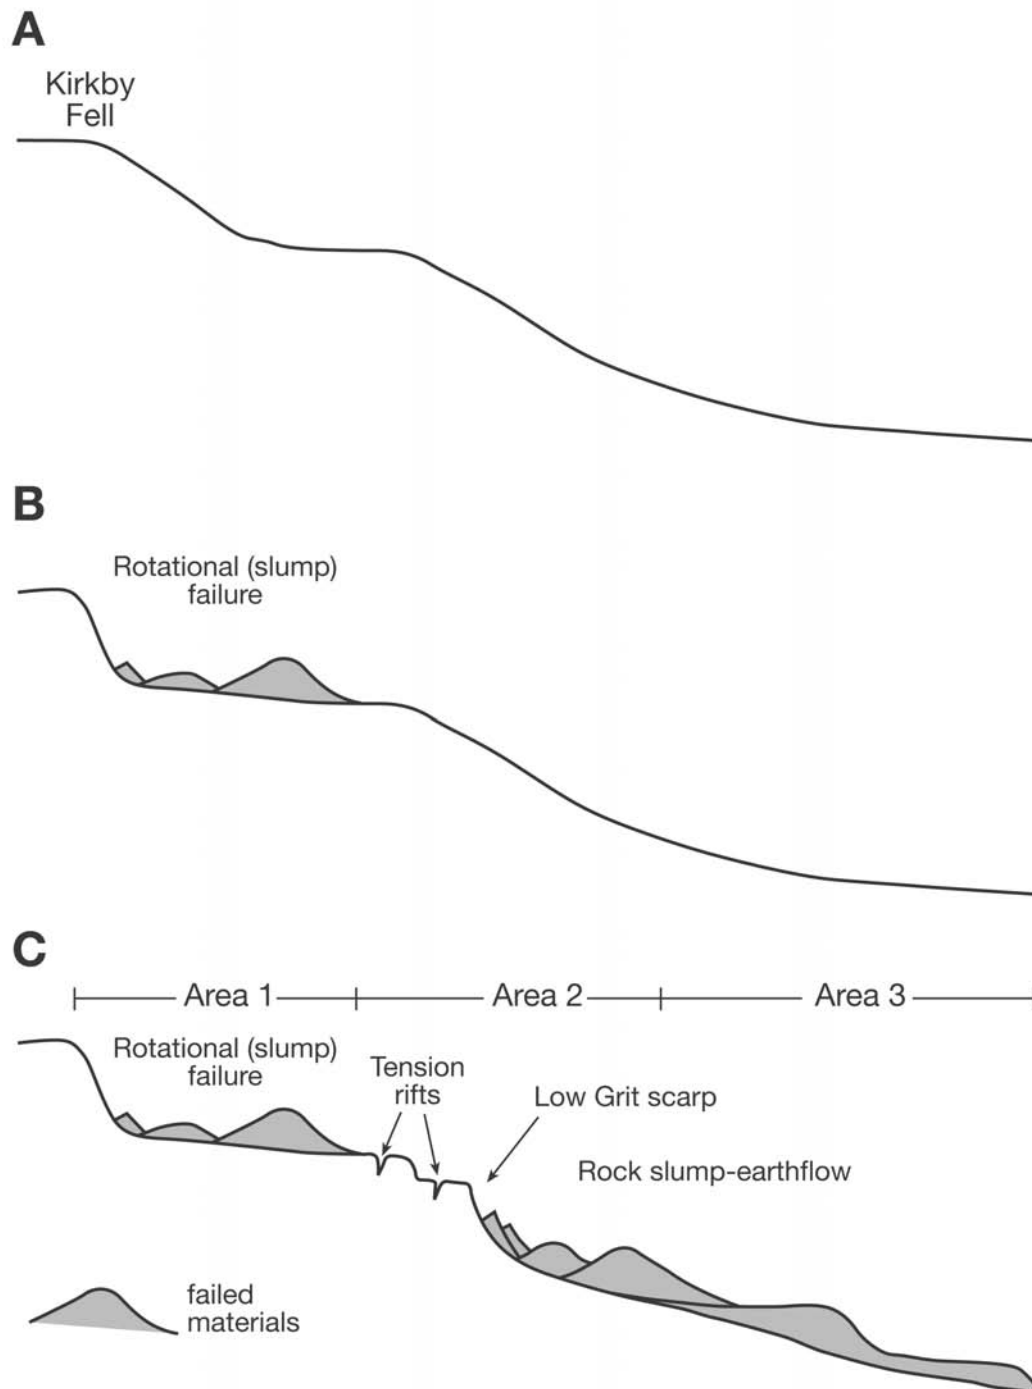 A
Kirkby
Fell
B
Rotational (slump)
failure
C
Area 1
Area 2
Area 3
Rotational (slump)
failure
Tension
rifts
Low Grit scarp
Rock slump-earthflow
failed
materials